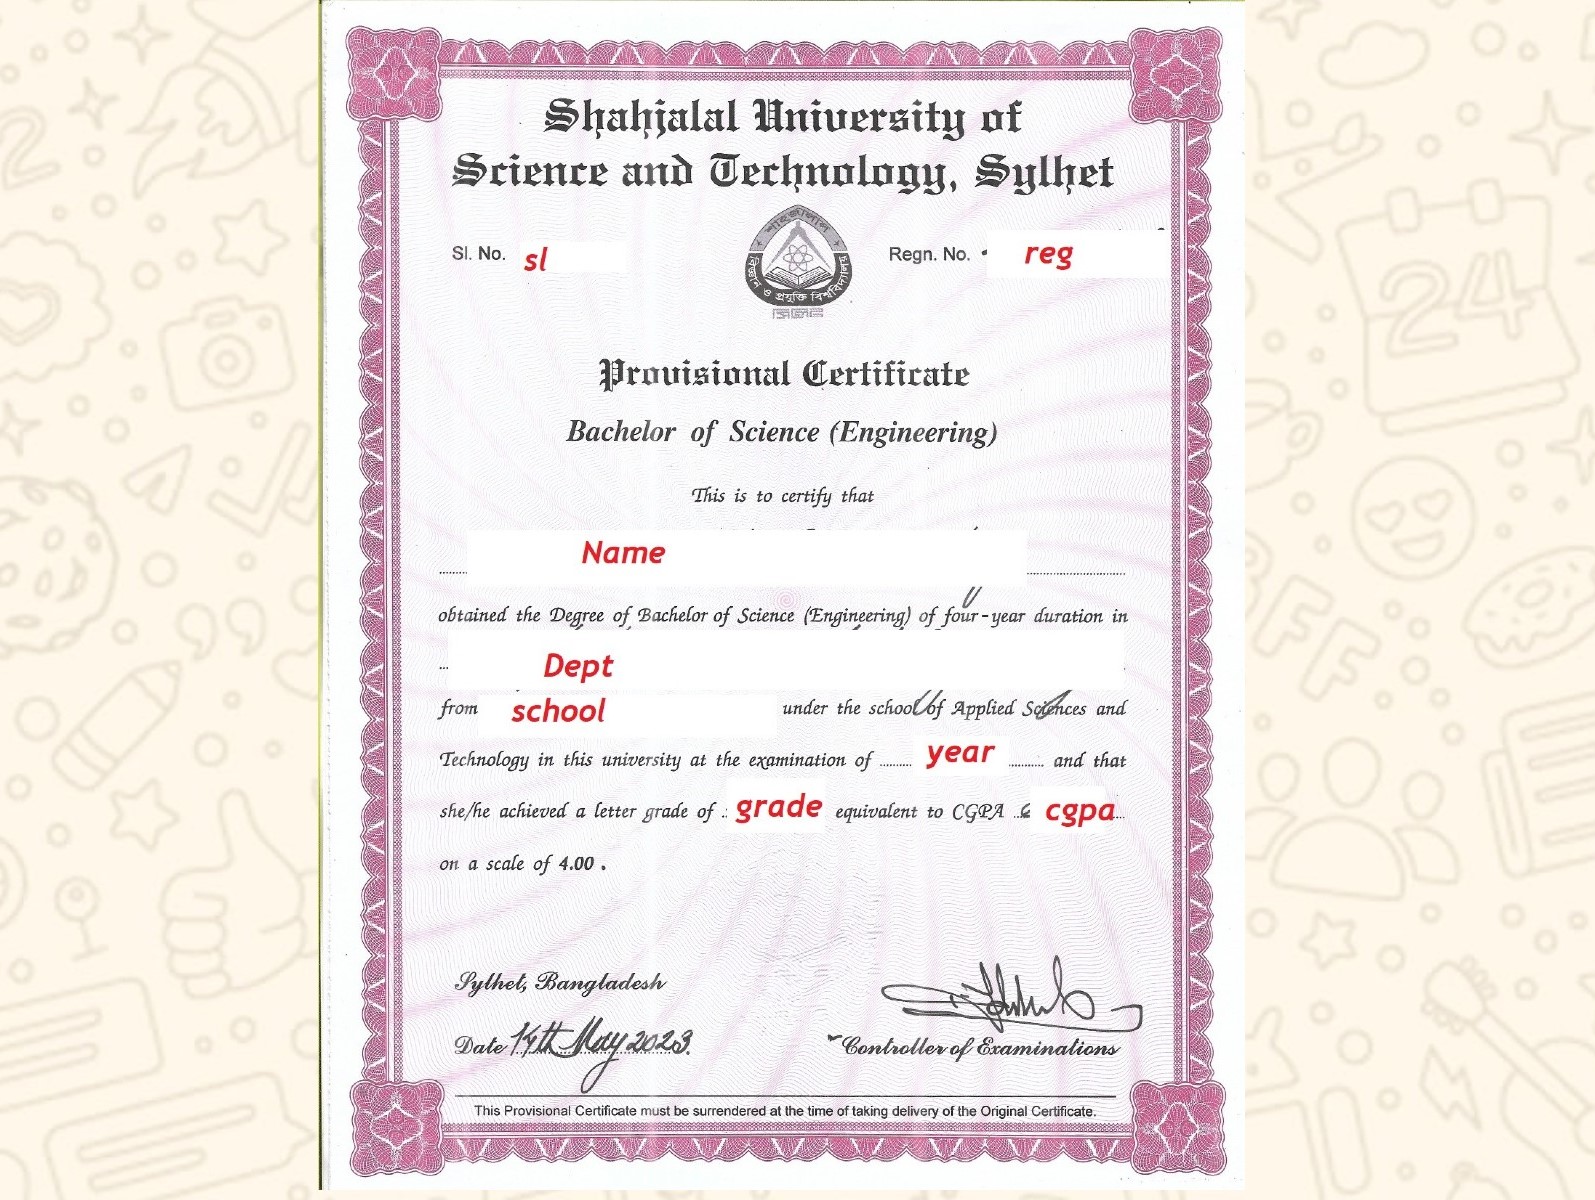 Shahjalal University of
Science and Technology, Sylhet
Sl. No. sl
Regn. No. reg
শাহজালাল
বিজ্ঞান ও প্রযুক্তি বিশ্ববিদ্যালয়
সিলেট
Provisional Certificate
Bachelor of Science (Engineering)
This is to certify that
Name
obtained the Degree of Bachelor of Science (Engineering) of four-year duration in
Dept
from school under the school of Applied Sciences and
Technology in this university at the examination of year and that
she/he achieved a letter grade of grade equivalent to CGPA cgpa
on a scale of 4.00 .
Sylhet, Bangladesh
Date 14th May 2023.
Controller of Examinations
This Provisional Certificate must be surrendered at the time of taking delivery of the Original Certificate.